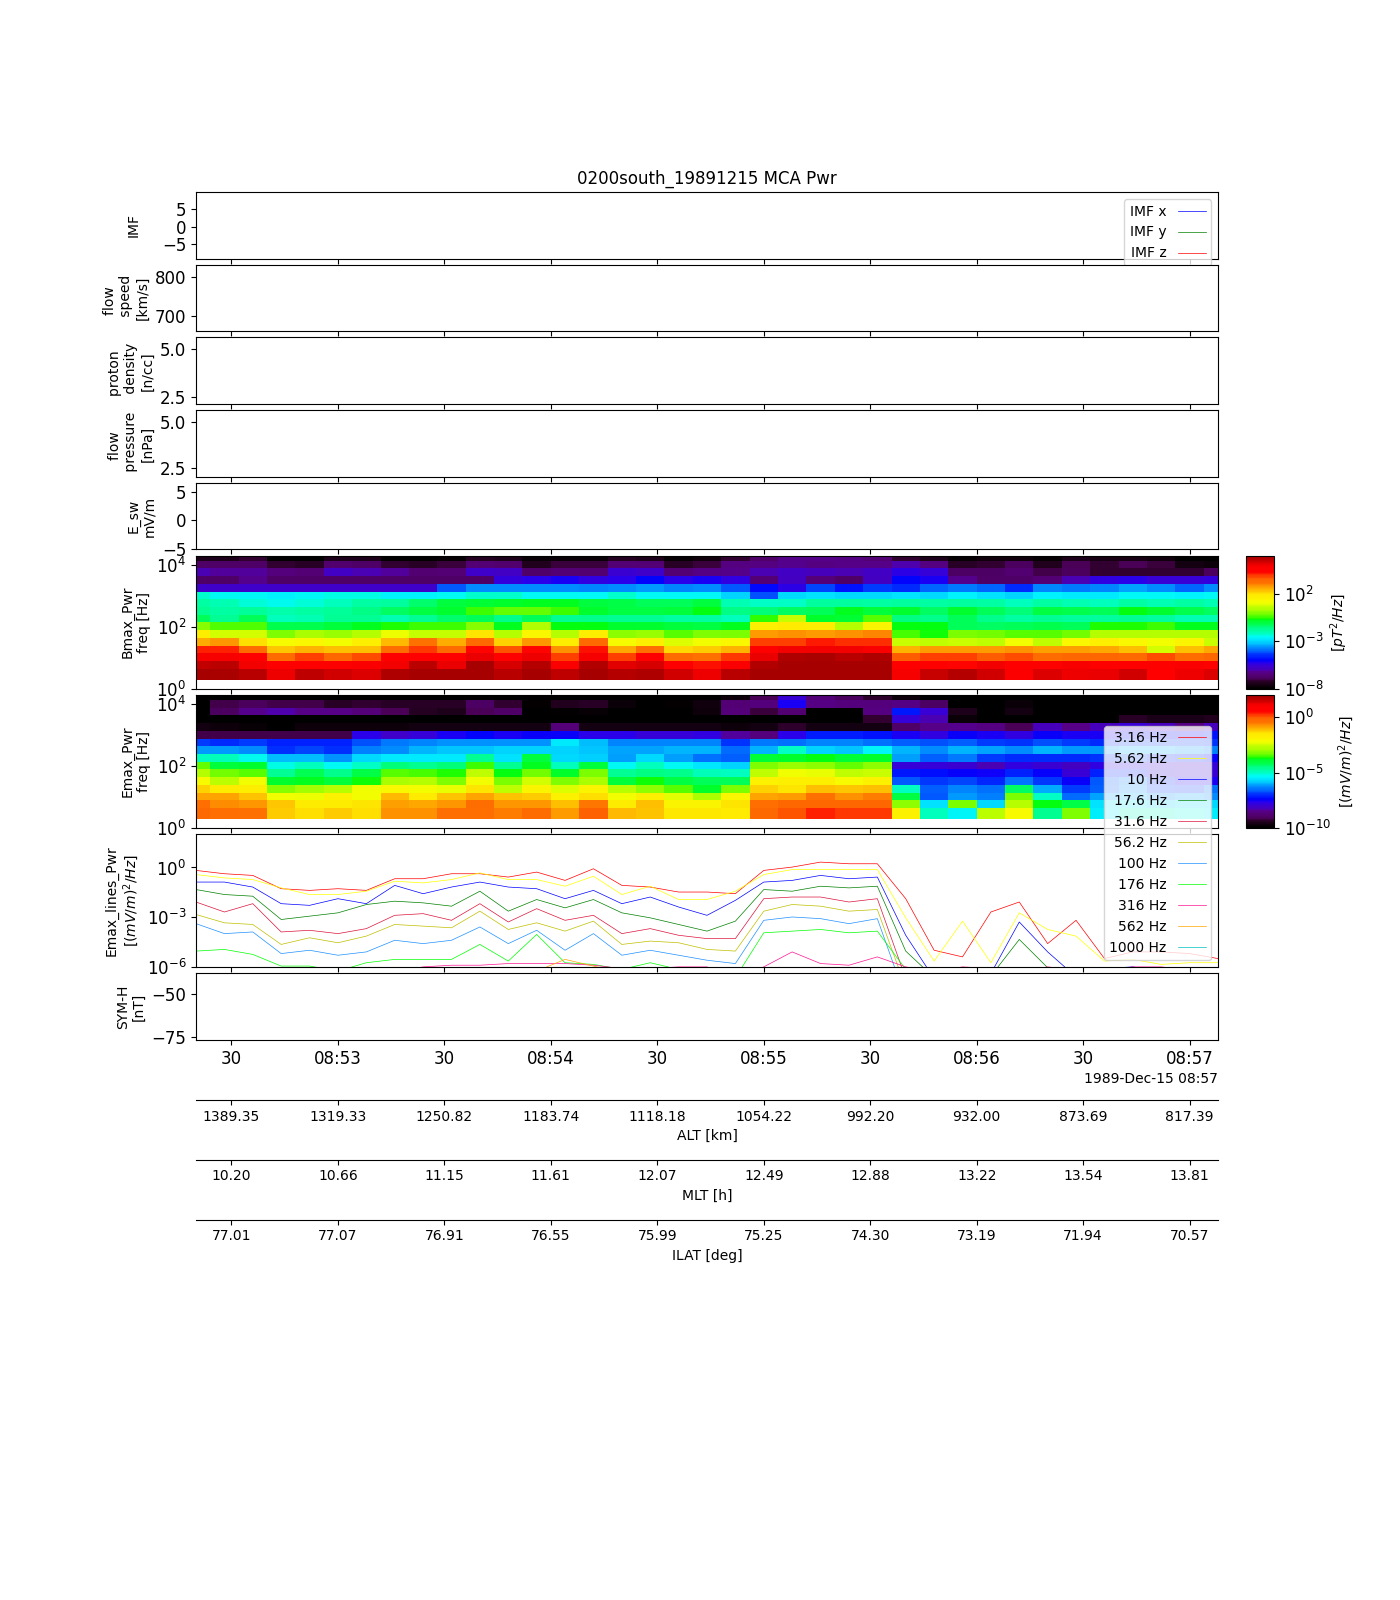 0200south_19891215 MCA Pwr
IMF
5
0
−5
IMF x
IMF y
IMF z
flow
speed
[km/s]
800
700
proton
density
[n/cc]
5.0
2.5
flow
pressure
[nPa]
5.0
2.5
E_sw
mV/m
5
0
−5
Bmax_Pwr
freq [Hz]
10^4
10^2
10^0
10^2
10^−3
10^−8
[pT^2/Hz]
Emax_Pwr
freq [Hz]
10^4
10^2
10^0
10^0
10^−5
10^−10
[(mV/m)^2/Hz]
3.16 Hz
5.62 Hz
10 Hz
17.6 Hz
31.6 Hz
56.2 Hz
100 Hz
176 Hz
316 Hz
562 Hz
1000 Hz
Emax_lines_Pwr
[(mV/m)^2/Hz]
10^0
10^−3
10^−6
SYM-H
[nT]
−50
−75
30 08:53 30 08:54 30 08:55 30 08:56 30 08:57
1989-Dec-15 08:57
1389.35 1319.33 1250.82 1183.74 1118.18 1054.22 992.20 932.00 873.69 817.39
ALT [km]
10.20 10.66 11.15 11.61 12.07 12.49 12.88 13.22 13.54 13.81
MLT [h]
77.01 77.07 76.91 76.55 75.99 75.25 74.30 73.19 71.94 70.57
ILAT [deg]